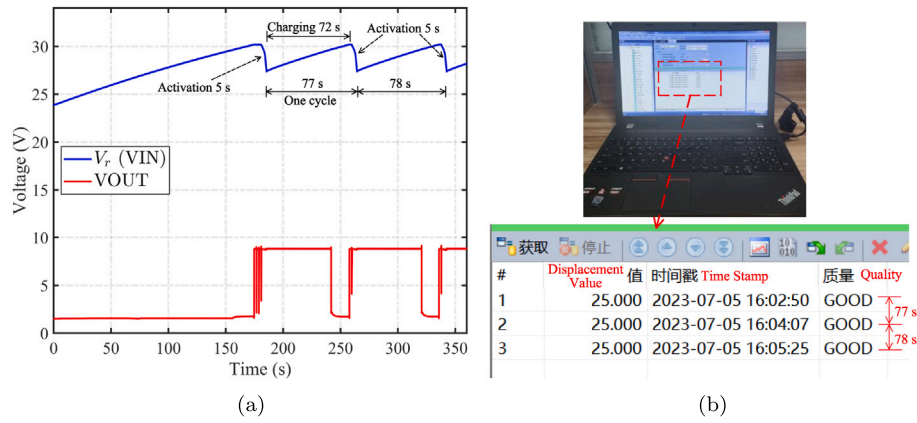 (a)
Voltage (V)
35
30
25
20
15
10
5
0
0
50
100
150
200
250
300
350
Time (s)
Charging 72 s
Activation 5 s
Activation 5 s
77 s
78 s
One cycle
V_r (VIN)
VOUT
ThinkPad
获取 停止
# Displacement Value 值 时间戳 Time Stamp 质量 Quality
1 25.000 2023-07-05 16:02:50 GOOD
2 25.000 2023-07-05 16:04:07 GOOD
3 25.000 2023-07-05 16:05:25 GOOD
77 s
78 s
(b)